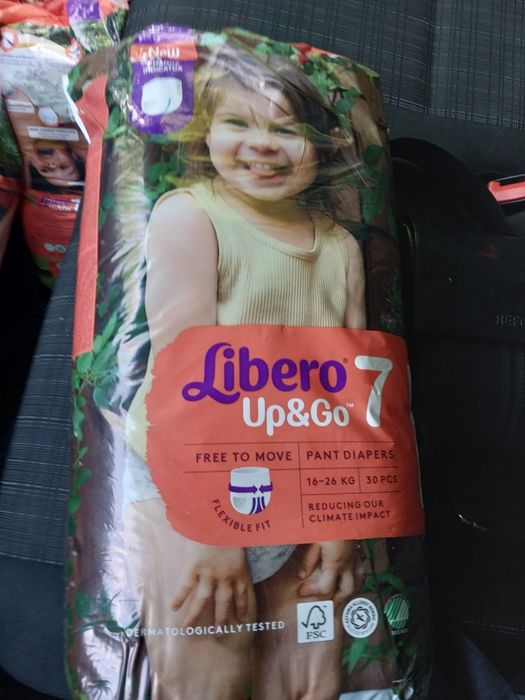 New
Libero
Up&Go™
7
FREE TO MOVE
PANT DIAPERS
16–26 KG
30 PCS
FLEXIBLE FIT
REDUCING OUR
CLIMATE IMPACT
DERMATOLOGICALLY TESTED
FSC